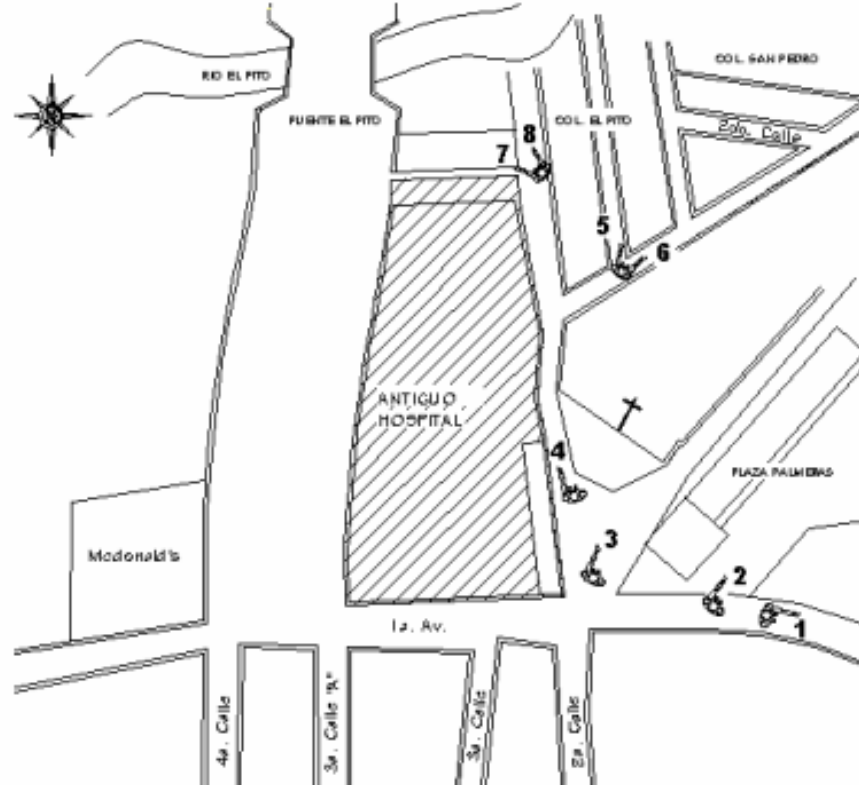 COL. SAN PEDRO
RIO EL PITO
PUENTE EL PITO
COL. EL PITO
2da. Calle
8
7
5
6
ANTIGUO
HOSPITAL
4
PLAZA PALMERAS
Mcdonald's
3
2
1
1a. Av.
4a. Calle
3a. Calle "A"
3a. Calle
2a. Calle